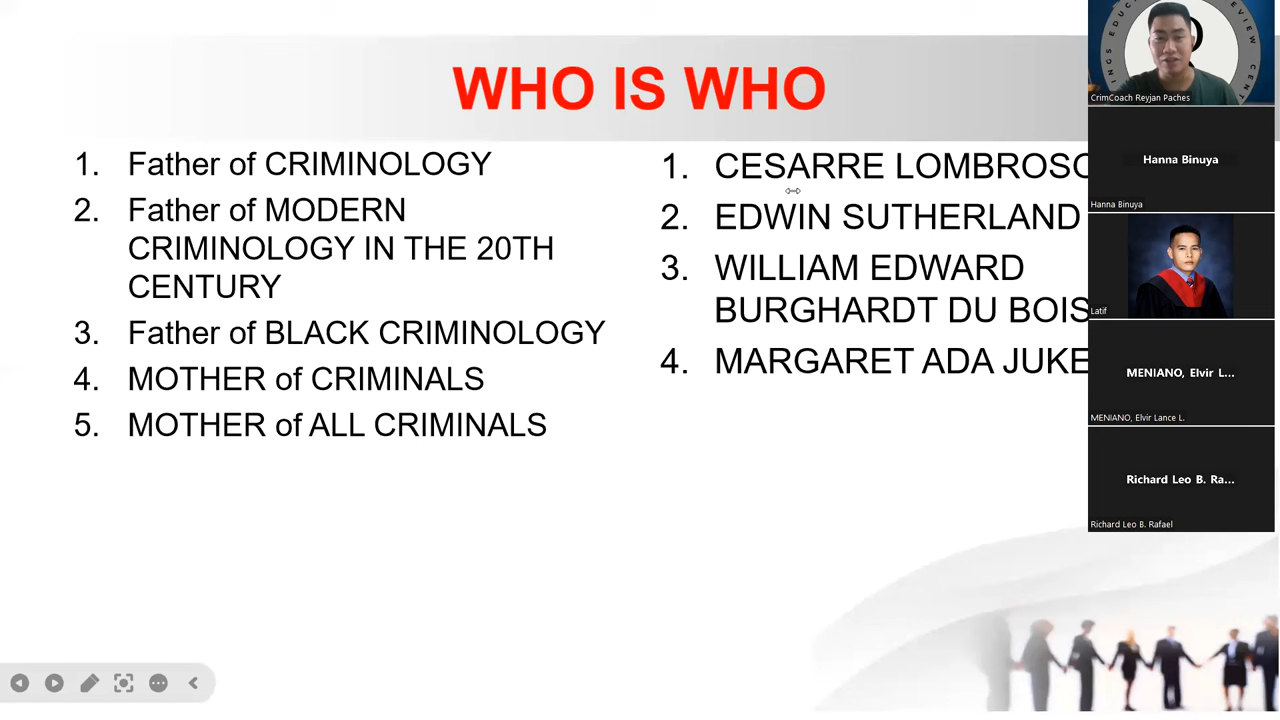 WHO IS WHO
1. Father of CRIMINOLOGY
2. Father of MODERN
CRIMINOLOGY IN THE 20TH
CENTURY
3. Father of BLACK CRIMINOLOGY
4. MOTHER of CRIMINALS
5. MOTHER of ALL CRIMINALS
1. CESARRE LOMBROSO
2. EDWIN SUTHERLAND
3. WILLIAM EDWARD
BURGHARDT DU BOIS
4. MARGARET ADA JUKE
CrimCoach Reyjan Paches
Hanna Binuya
Hanna Binuya
Latif
MENIANO, Elvir L...
MENIANO, Elvir Lance L.
Richard Leo B. Ra...
Richard Leo B. Rafael